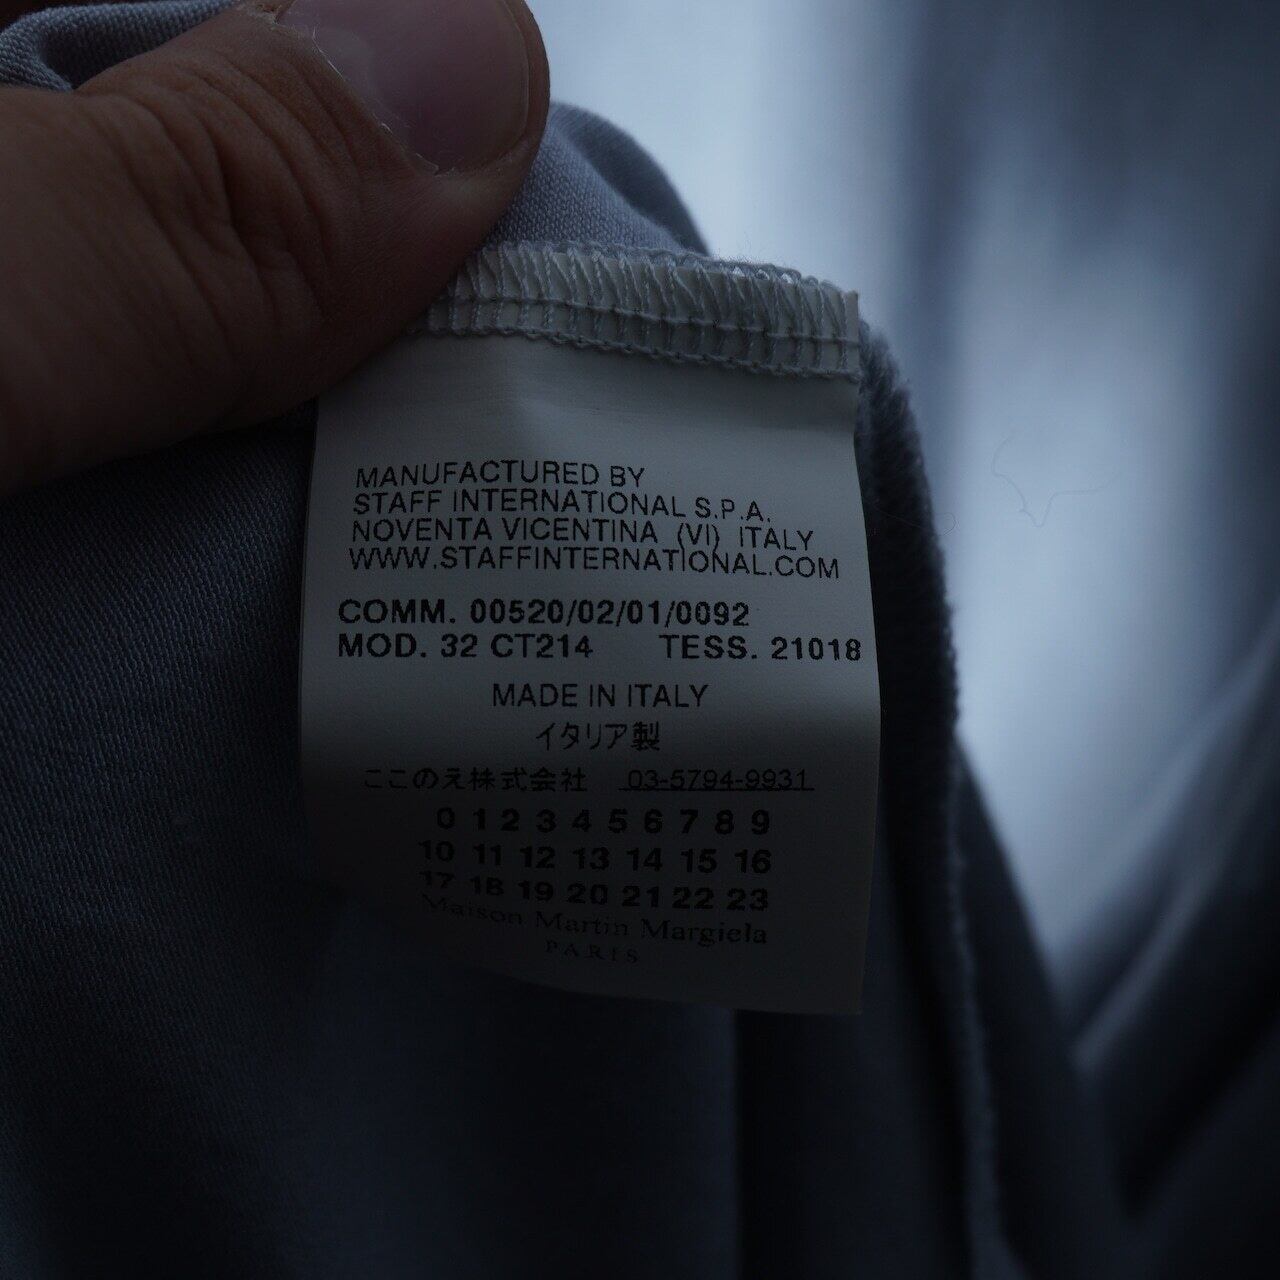 MANUFACTURED BY
STAFF INTERNATIONAL S.P.A.
NOVENTA VICENTINA (VI) ITALY
WWW.STAFFINTERNATIONAL.COM
COMM. 00520/02/01/0092
MOD. 32 CT214 TESS. 21018
MADE IN ITALY
イタリア製
ここのえ株式会社 03-5794-9931
0 1 2 3 4 5 6 7 8 9
10 11 12 13 14 15 16
17 18 19 20 21 22 23
Maison Martin Margiela
PARIS